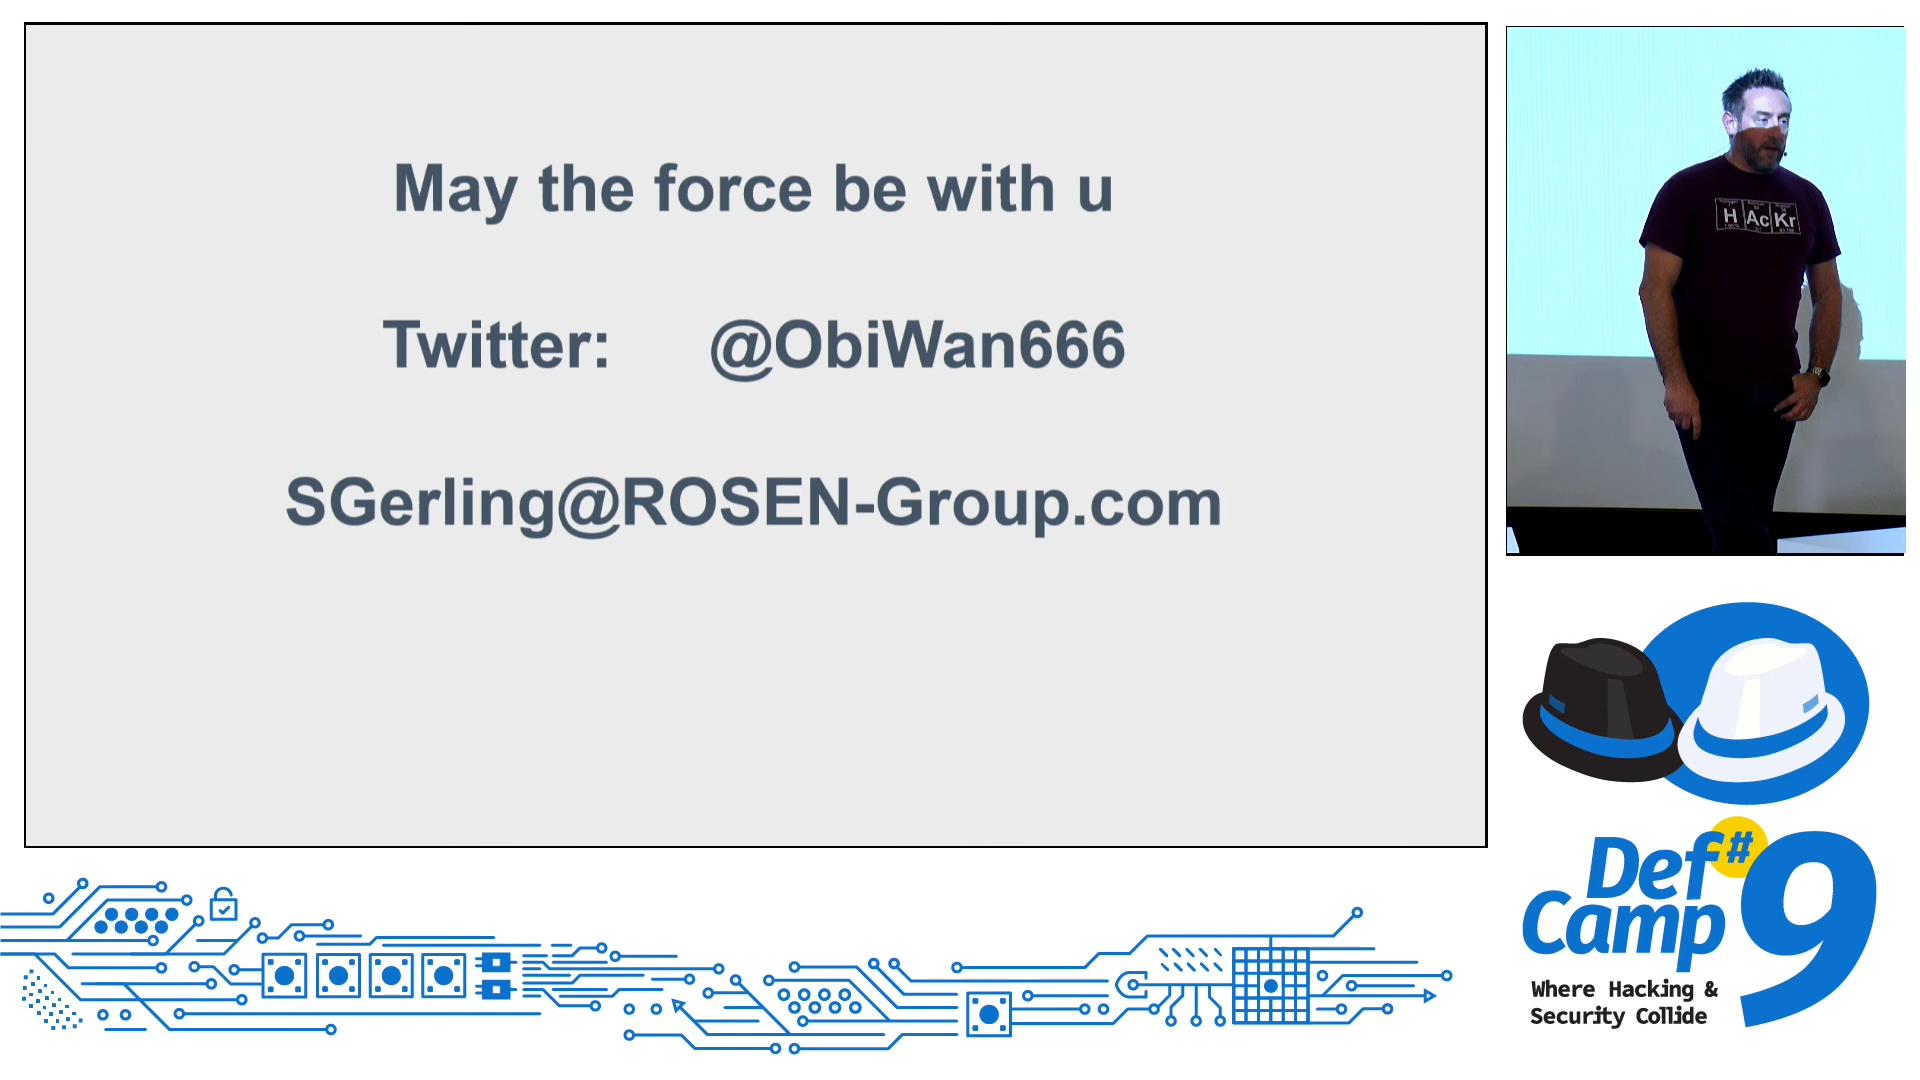 May the force be with u
Twitter: @ObiWan666
SGerling@ROSEN-Group.com
H Ac Kr
Def
Camp
#9
Where Hacking &
Security Collide